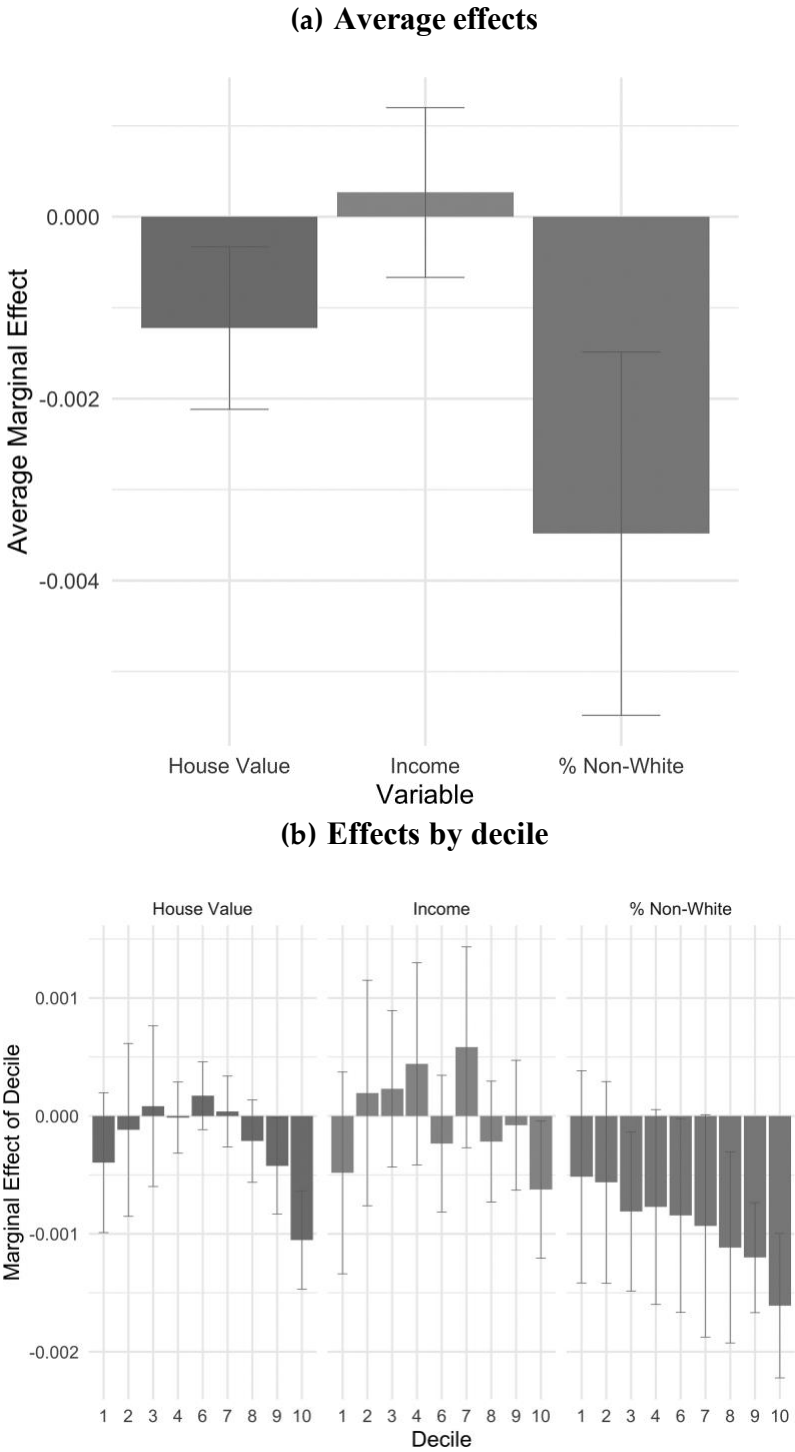 (a) Average effects
0.000
-0.002
-0.004
Average Marginal Effect
House Value Income % Non-White
Variable
(b) Effects by decile
House Value Income % Non-White
0.001
0.000
-0.001
-0.002
Marginal Effect of Decile
1 2 3 4 6 7 8 9 10 1 2 3 4 6 7 8 9 10 1 2 3 4 6 7 8 9 10
Decile